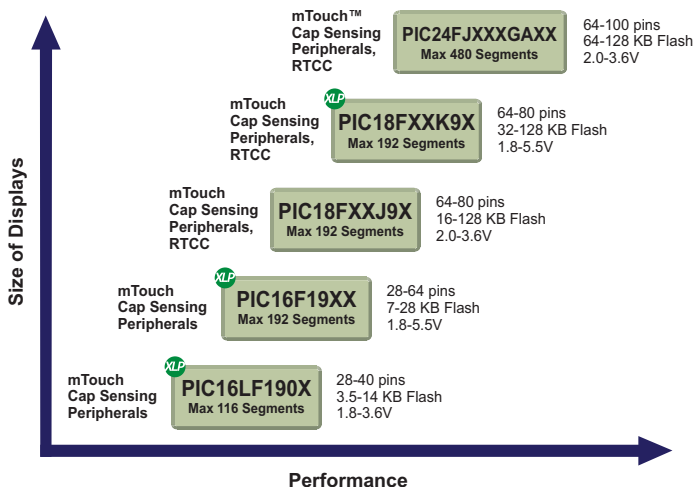 mTouch™
Cap Sensing
Peripherals,
RTCC
PIC24FJXXXGAXX
Max 480 Segments
64-100 pins
64-128 KB Flash
2.0-3.6V
mTouch
Cap Sensing
Peripherals,
RTCC
XLP
PIC18FXXK9X
Max 192 Segments
64-80 pins
32-128 KB Flash
1.8-5.5V
mTouch
Cap Sensing
Peripherals,
RTCC
PIC18FXXJ9X
Max 192 Segments
64-80 pins
16-128 KB Flash
2.0-3.6V
mTouch
Cap Sensing
Peripherals
XLP
PIC16F19XX
Max 192 Segments
28-64 pins
7-28 KB Flash
1.8-5.5V
mTouch
Cap Sensing
Peripherals
XLP
PIC16LF190X
Max 116 Segments
28-40 pins
3.5-14 KB Flash
1.8-3.6V
Size of Displays
Performance